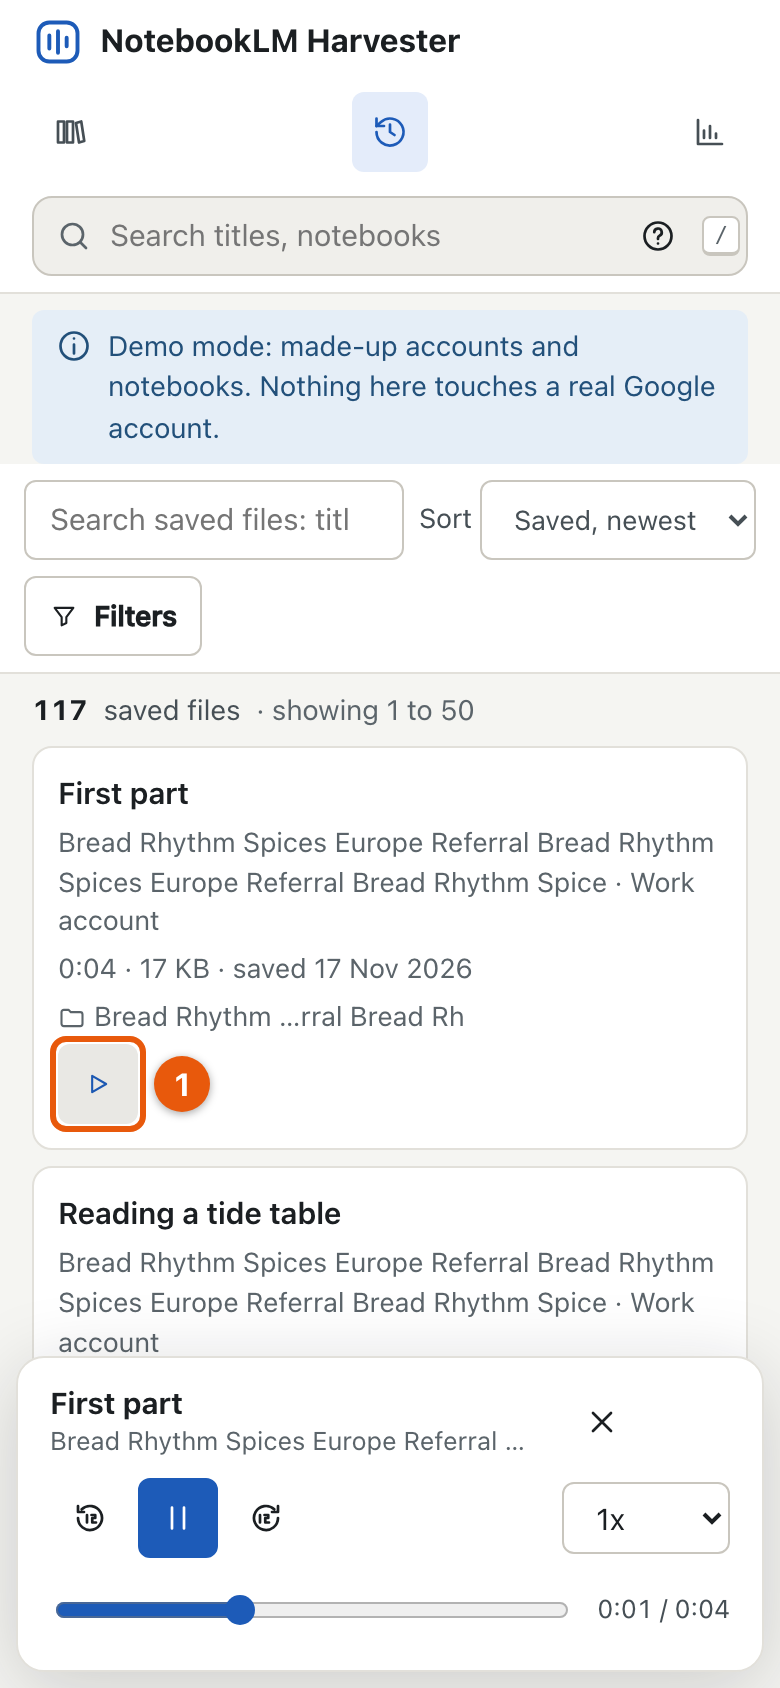 NotebookLM Harvester
Search titles, notebooks
/
Demo mode: made-up accounts and
notebooks. Nothing here touches a real Google
account.
Search saved files: titl
Sort
Saved, newest
Filters
117 saved files · showing 1 to 50
First part
Bread Rhythm Spices Europe Referral Bread Rhythm
Spices Europe Referral Bread Rhythm Spice · Work
account
0:04 · 17 KB · saved 17 Nov 2026
Bread Rhythm ...rral Bread Rh
1
Reading a tide table
Bread Rhythm Spices Europe Referral Bread Rhythm
Spices Europe Referral Bread Rhythm Spice · Work
account
First part
Bread Rhythm Spices Europe Referral ...
12
12
1x
0:01 / 0:04